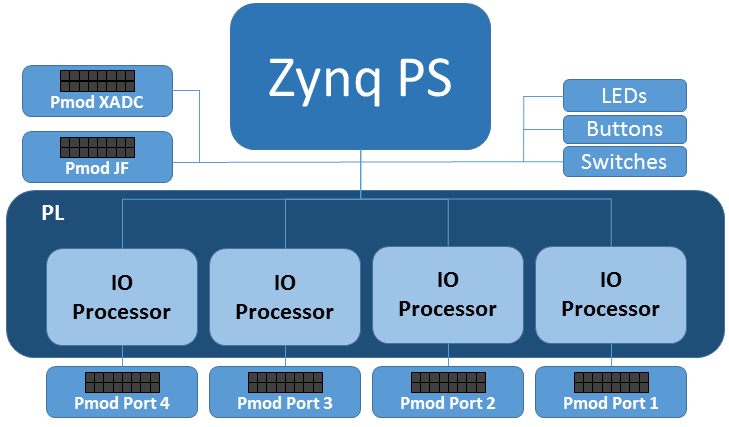 Zynq PS
Pmod XADC
Pmod JF
LEDs
Buttons
Switches
PL
IO
Processor
IO
Processor
IO
Processor
IO
Processor
Pmod Port 4
Pmod Port 3
Pmod Port 2
Pmod Port 1